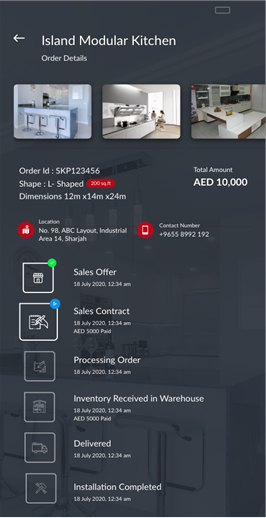 Island Modular Kitchen
Order Details
Order Id : SKP123456
Shape : L- Shaped 200 sq.ft
Dimensions 12m x14m x24m
Total Amount
AED 10,000
Location
No. 98, ABC Layout, Industrial
Area 14, Sharjah
Contact Number
+9655 8992 192
Sales Offer
18 July 2020, 12:34 am
Sales Contract
18 July 2020, 12:34 am
AED 5000 Paid
Processing Order
18 July 2020, 12:34 am
Inventory Received in Warehouse
18 July 2020, 12:34 am
AED 5000 Paid
Delivered
18 July 2020, 12:34 am
Installation Completed
18 July 2020, 12:34 am